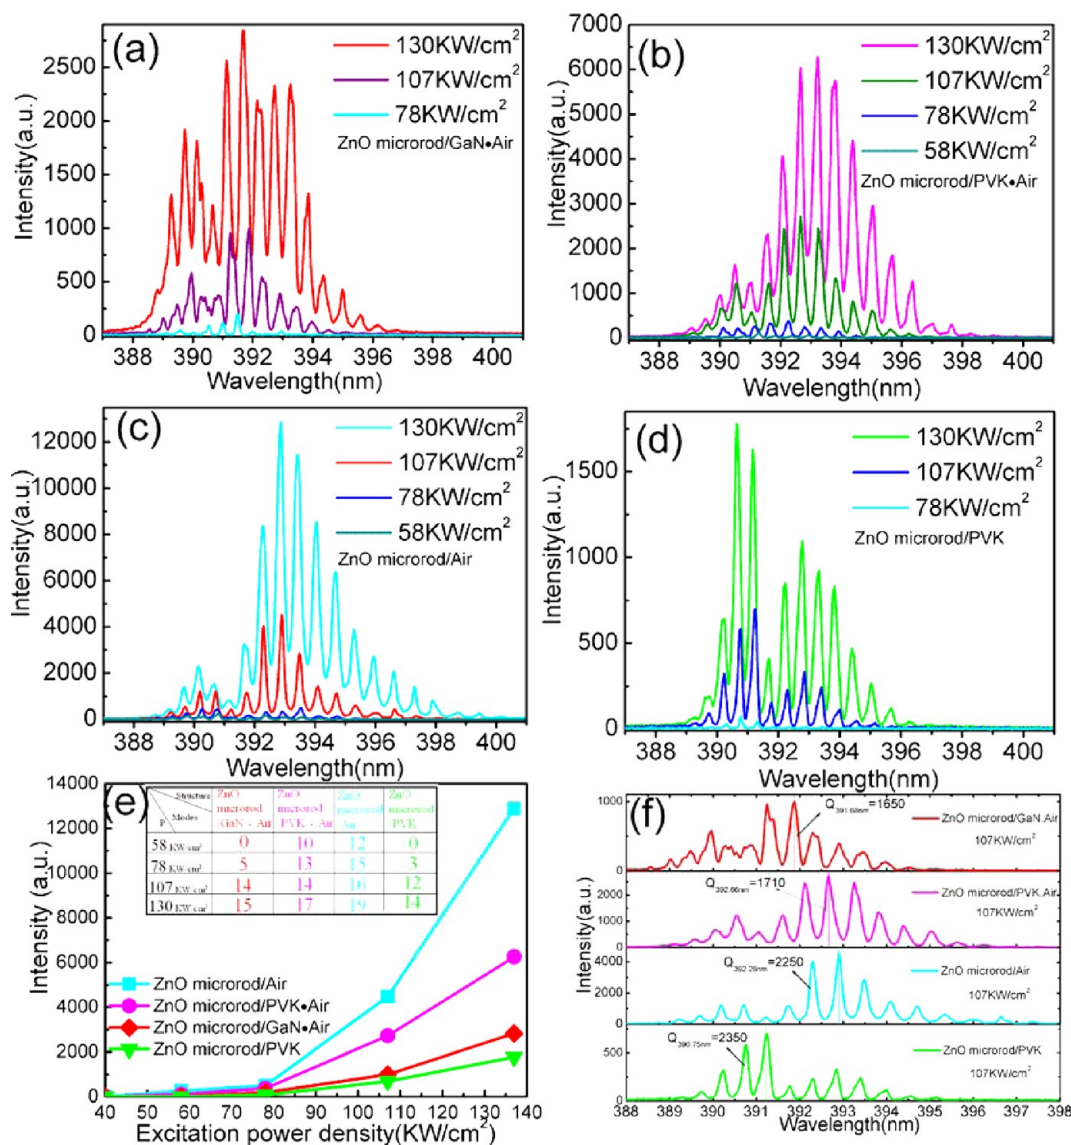 (a)
130KW/cm²
107KW/cm²
78KW/cm²
ZnO microrod/GaN•Air
Intensity(a.u.)
2500
2000
1500
1000
500
0
388 390 392 394 396 398 400
Wavelength(nm)
(b)
130KW/cm²
107KW/cm²
78KW/cm²
58KW/cm²
ZnO microrod/PVK•Air
Intensity(a.u.)
7000
6000
5000
4000
3000
2000
1000
0
388 390 392 394 396 398 400
Wavelength(nm)
(c)
130KW/cm²
107KW/cm²
78KW/cm²
58KW/cm²
ZnO microrod/Air
Intensity(a.u.)
12000
10000
8000
6000
4000
2000
0
388 390 392 394 396 398 400
Wavelength(nm)
(d)
130KW/cm²
107KW/cm²
78KW/cm²
ZnO microrod/PVK
Intensity(a.u.)
1500
1000
500
0
388 390 392 394 396 398 400
Wavelength(nm)
(e)
Structure
Modes
P
ZnO microrod /GaN - Air
ZnO microrod /PVK - Air
ZnO microrod /Air
ZnO microrod /PVK
58 KW/cm² 0 10 12 0
78 KW/cm² 5 13 15 3
107 KW/cm² 14 14 16 12
130 KW/cm² 15 17 19 14
ZnO microrod/Air
ZnO microrod/PVK•Air
ZnO microrod/GaN•Air
ZnO microrod/PVK
Intensity (a.u.)
14000
12000
10000
8000
6000
4000
2000
0
40 50 60 70 80 90 100 110 120 130 140
Excitation power density(KW/cm²)
(f)
Q391.88nm=1650
ZnO microrod/GaN.Air
107KW/cm²
1000
500
0
Q392.66nm=1710
ZnO microrod/PVK.Air
107KW/cm²
2000
1000
0
Q392.26nm=2250
ZnO microrod/Air
107KW/cm²
4000
2000
0
Q390.75nm=2350
ZnO microrod/PVK
107KW/cm²
500
0
Intensity(a.u.)
388 389 390 391 392 393 394 395 396 397 398
Wavelength(nm)